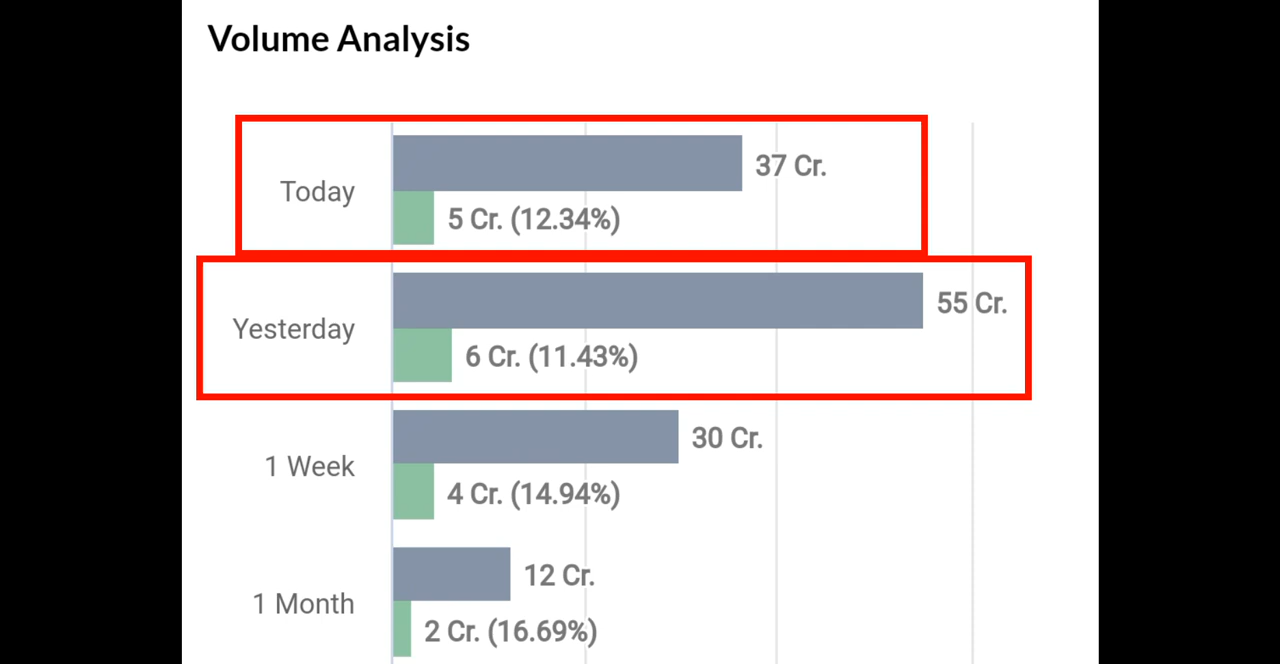 Volume Analysis
37 Cr.
Today
5 Cr. (12.34%)
55 Cr.
Yesterday
6 Cr. (11.43%)
30 Cr.
1 Week
4 Cr. (14.94%)
12 Cr.
1 Month
2 Cr. (16.69%)